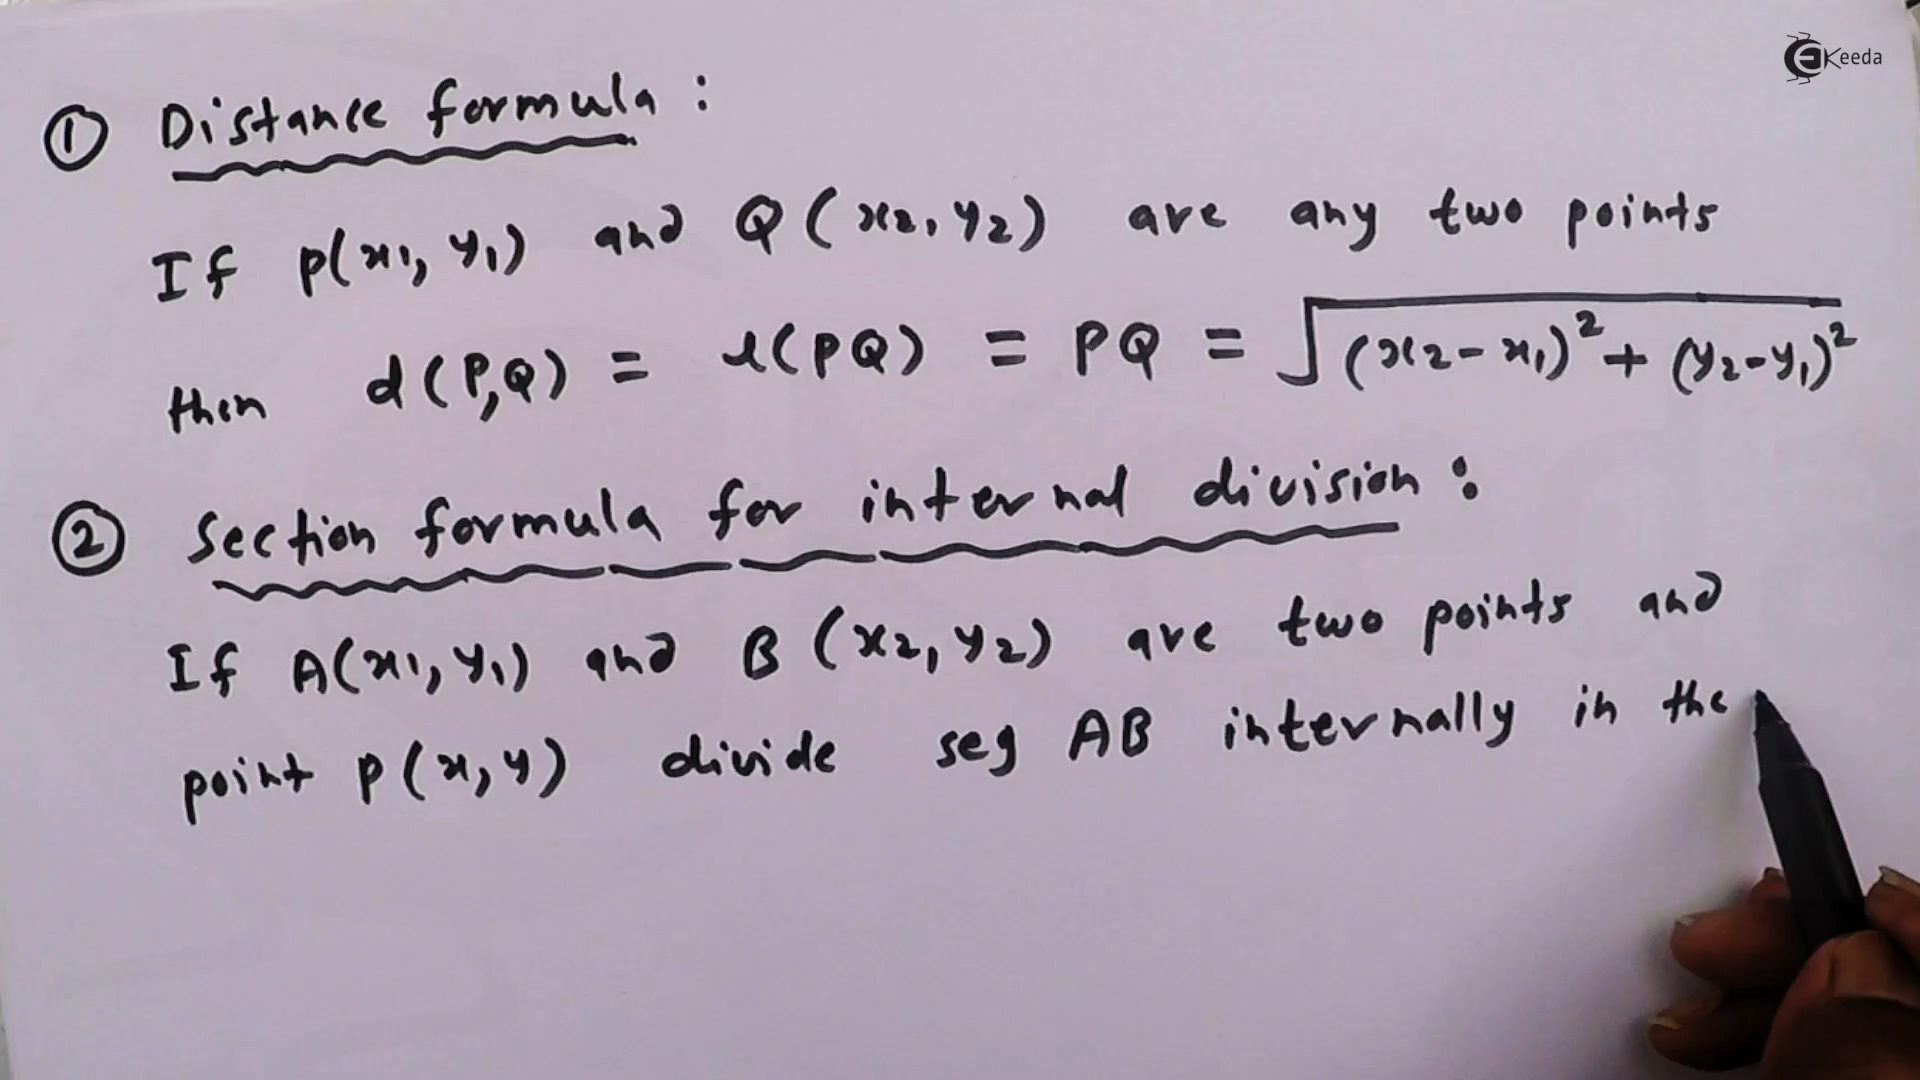 EKeeda
① Distance formula :
If P(x₁, y₁) and Q(x₂, y₂) are any two points
then d(P,Q) = l(PQ) = PQ = √(x₂-x₁)² + (y₂-y₁)²
② Section formula for internal division :
If A(x₁, y₁) and B(x₂, y₂) are two points and
point P(x, y) divide seg AB internally in the